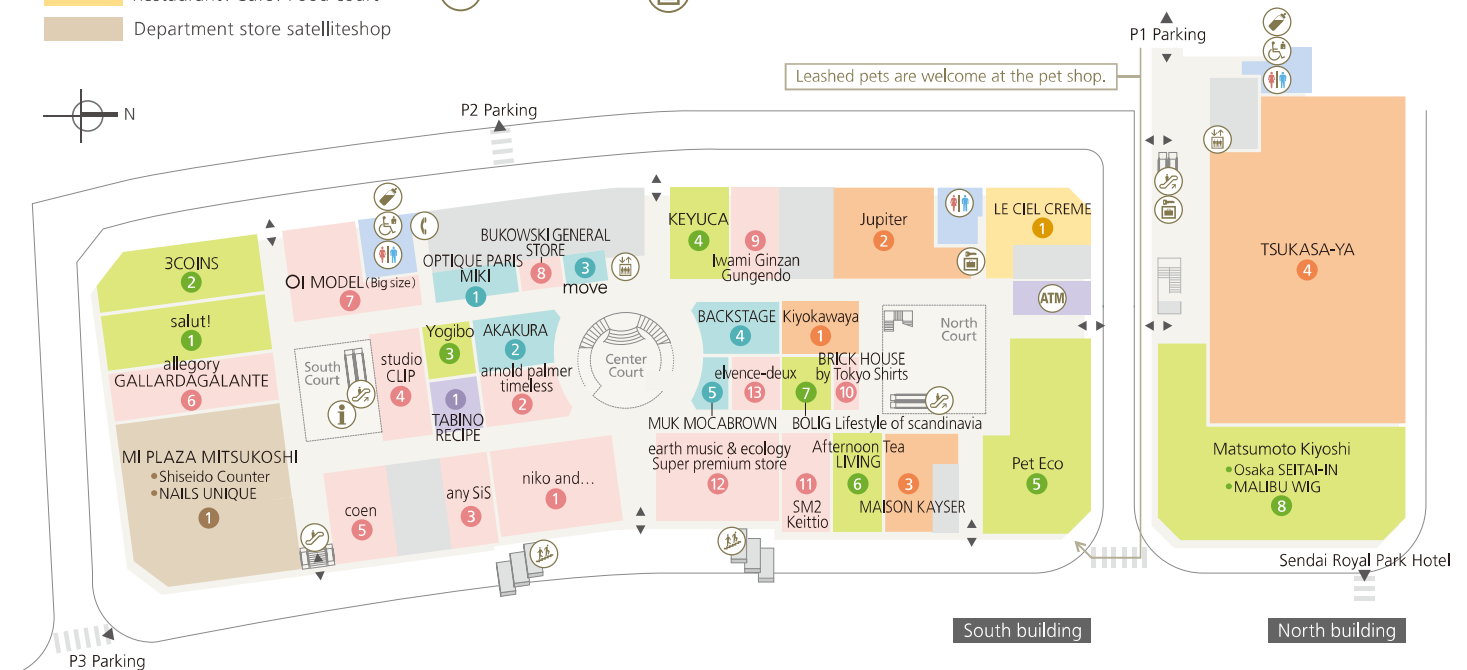 Restaurant / Cafe / Food court
Department store satelliteshop
N
P1 Parking
Leashed pets are welcome at the pet shop.
P2 Parking
3COINS
2
salut!
1
allegory
GALLARDAGALANTE
6
MI PLAZA MITSUKOSHI
Shiseido Counter
NAILS UNIQUE
1
OI MODEL (Big size)
7
OPTIQUE PARIS
MIKI
1
BUKOWSKI GENERAL
STORE
8
3
move
South
Court
i
studio
CLIP
4
Yogibo
3
AKAKURA
2
1
TABINO
RECIPE
arnold palmer
timeless
2
Center
Court
coen
5
any SiS
3
niko and...
1
KEYUCA
4
9
Iwami Ginzan
Gungendo
Jupiter
2
LE CIEL CREME
1
ATM
BACKSTAGE
4
Kiyokawaya
1
North
Court
5
MUK MOCABROWN
elvence-deux
13
7
BOLIG Lifestyle of scandinavia
BRICK HOUSE
by Tokyo Shirts
10
earth music & ecology
Super premium store
12
11
SM2
Keittio
Afternoon Tea
LIVING
6
3
MAISON KAYSER
Pet Eco
5
TSUKASA-YA
4
Matsumoto Kiyoshi
Osaka SEITAI-IN
MALIBU WIG
8
Sendai Royal Park Hotel
South building
North building
P3 Parking